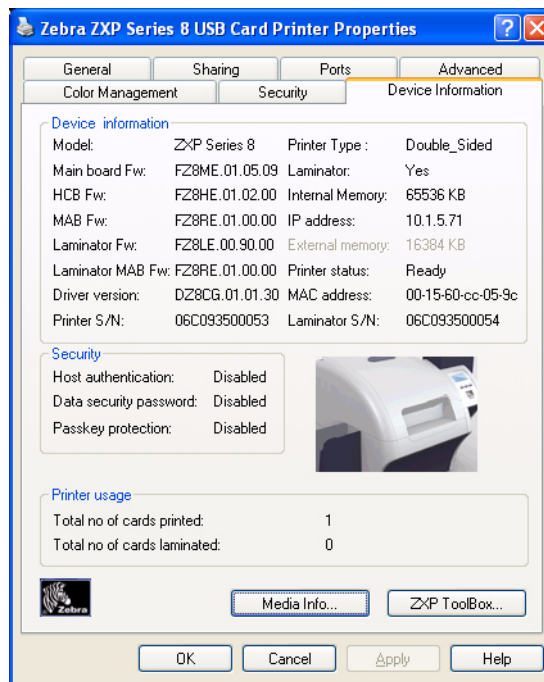 Zebra ZXP Series 8 USB Card Printer Properties
General Sharing Ports Advanced
Color Management Security Device Information
Device information
Model: ZXP Series 8 Printer Type : Double_Sided
Main board Fw: FZ8ME.01.05.09 Laminator: Yes
HCB Fw: FZ8HE.01.02.00 Internal Memory: 65536 KB
MAB Fw: FZ8RE.01.00.00 IP address: 10.1.5.71
Laminator Fw: FZ8LE.00.90.00 External memory: 16384 KB
Laminator MAB Fw: FZ8RE.01.00.00 Printer status: Ready
Driver version: DZ8CG.01.01.30 MAC address: 00-15-60-cc-05-9c
Printer S/N: 06C093500053 Laminator S/N: 06C093500054
Security
Host authentication: Disabled
Data security password: Disabled
Passkey protection: Disabled
Printer usage
Total no of cards printed: 1
Total no of cards laminated: 0
Zebra
Media Info... ZXP ToolBox...
OK Cancel Apply Help